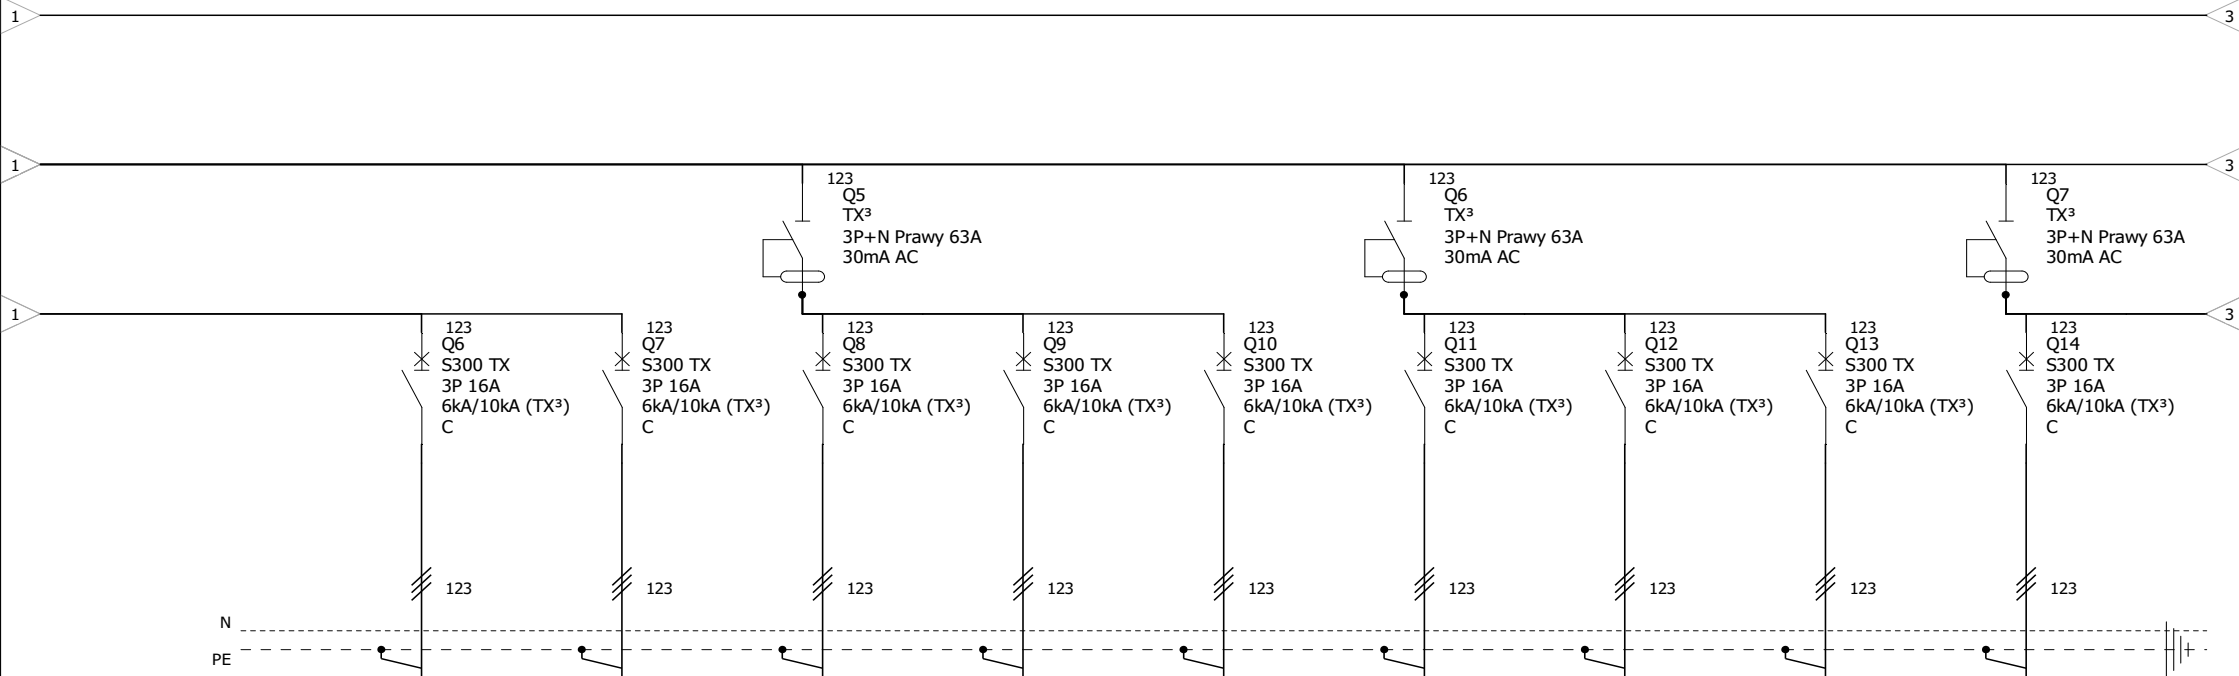 1
3
1
3
123
Q5
TX³
3P+N Prawy 63A
30mA AC
123
Q6
TX³
3P+N Prawy 63A
30mA AC
123
Q7
TX³
3P+N Prawy 63A
30mA AC
1
3
123
Q6
S300 TX
3P 16A
6kA/10kA (TX³)
C
123
Q7
S300 TX
3P 16A
6kA/10kA (TX³)
C
123
Q8
S300 TX
3P 16A
6kA/10kA (TX³)
C
123
Q9
S300 TX
3P 16A
6kA/10kA (TX³)
C
123
Q10
S300 TX
3P 16A
6kA/10kA (TX³)
C
123
Q11
S300 TX
3P 16A
6kA/10kA (TX³)
C
123
Q12
S300 TX
3P 16A
6kA/10kA (TX³)
C
123
Q13
S300 TX
3P 16A
6kA/10kA (TX³)
C
123
Q14
S300 TX
3P 16A
6kA/10kA (TX³)
C
123
123
123
123
123
123
123
123
123
N
PE